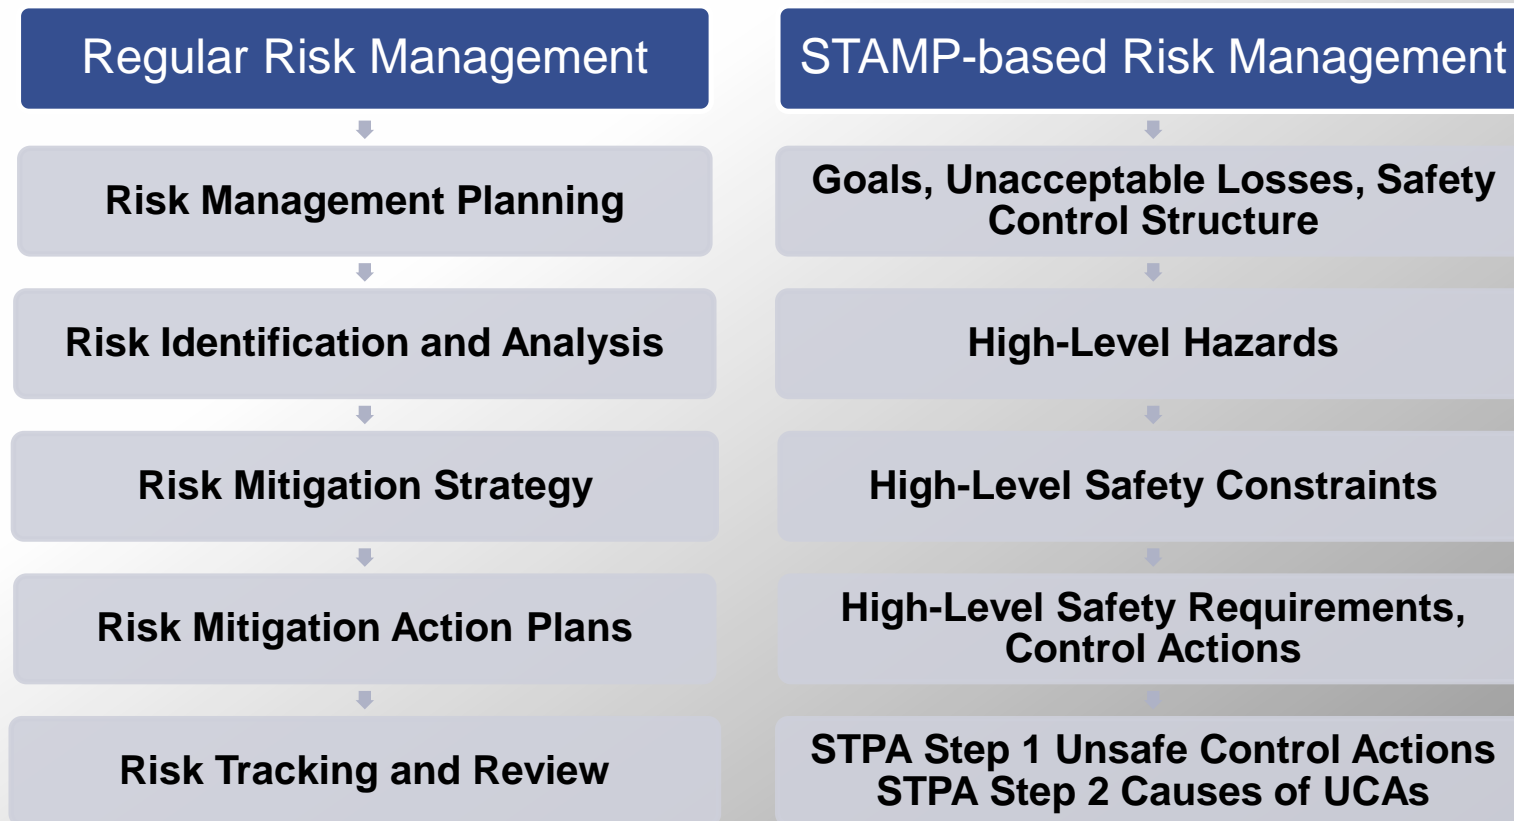 Regular Risk Management
Risk Management Planning
Risk Identification and Analysis
Risk Mitigation Strategy
Risk Mitigation Action Plans
Risk Tracking and Review
STAMP-based Risk Management
Goals, Unacceptable Losses, Safety
Control Structure
High-Level Hazards
High-Level Safety Constraints
High-Level Safety Requirements,
Control Actions
STPA Step 1 Unsafe Control Actions
STPA Step 2 Causes of UCAs